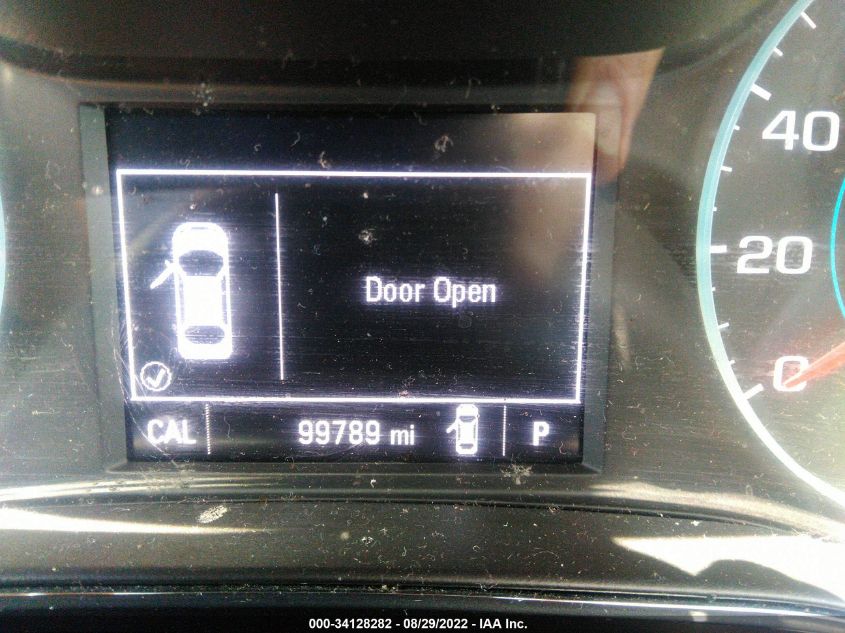 40
20
0
Door Open
CAL 99789 mi P
000-34128282 - 08/29/2022 - IAA Inc.